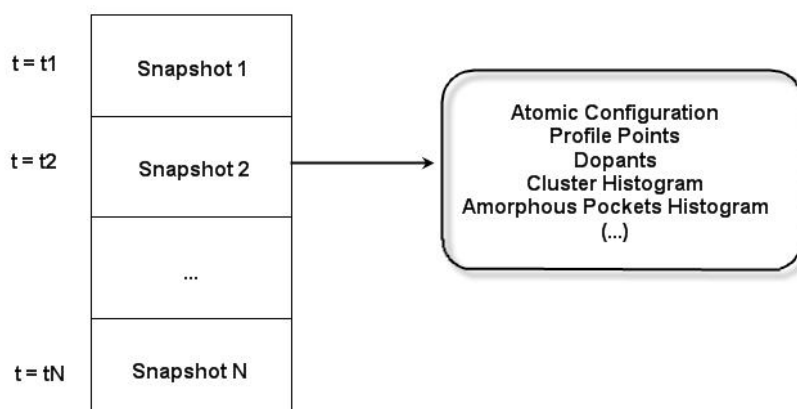 t = t1
Snapshot 1
t = t2
Snapshot 2
...
t = tN
Snapshot N
Atomic Configuration
Profile Points
Dopants
Cluster Histogram
Amorphous Pockets Histogram
(...)